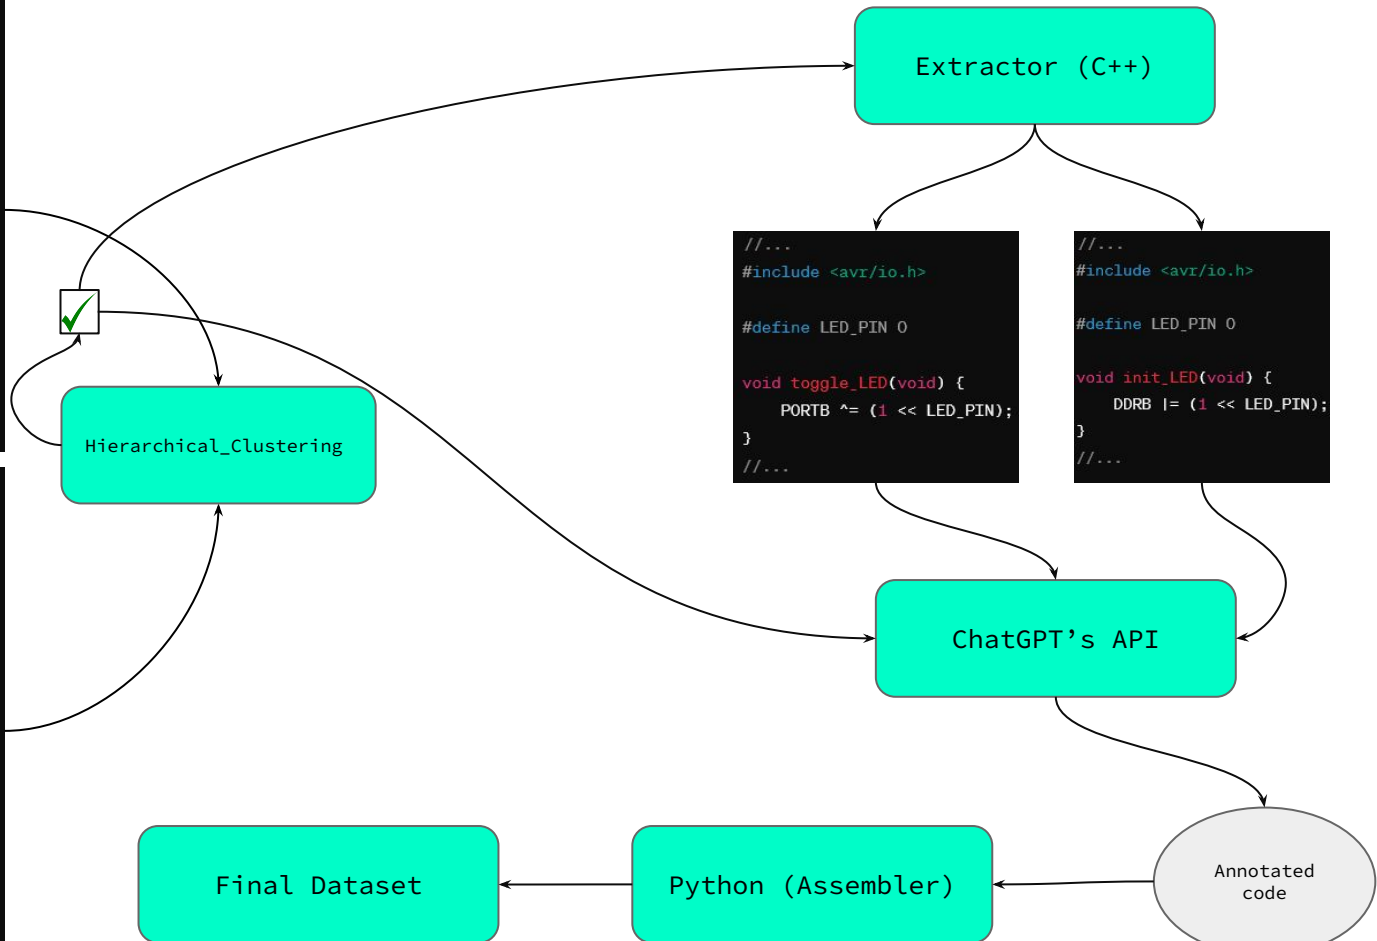 Extractor (C++)
//...
#include <avr/io.h>
#define LED_PIN 0
void toggle_LED(void) {
PORTB ^= (1 << LED_PIN);
}
//...
//...
#include <avr/io.h>
#define LED_PIN 0
void init_LED(void) {
DDRB |= (1 << LED_PIN);
}
//...
Hierarchical_Clustering
ChatGPT’s API
Annotated
code
Python (Assembler)
Final Dataset